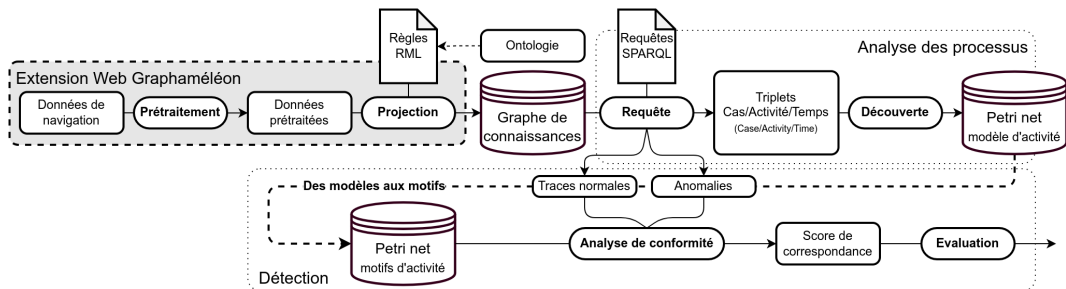 Règles
RML
Ontologie
Requêtes
SPARQL
Analyse des processus
Extension Web Graphaméléon
Données de
navigation
Prétraitement
Données
prétraitées
Projection
Graphe de
connaissances
Requête
Triplets
Cas/Activité/Temps
(Case/Activity/Time)
Découverte
Petri net
modèle d'activité
Des modèles aux motifs
Traces normales
Anomalies
Petri net
motifs d'activité
Analyse de conformité
Score de
correspondance
Evaluation
Détection